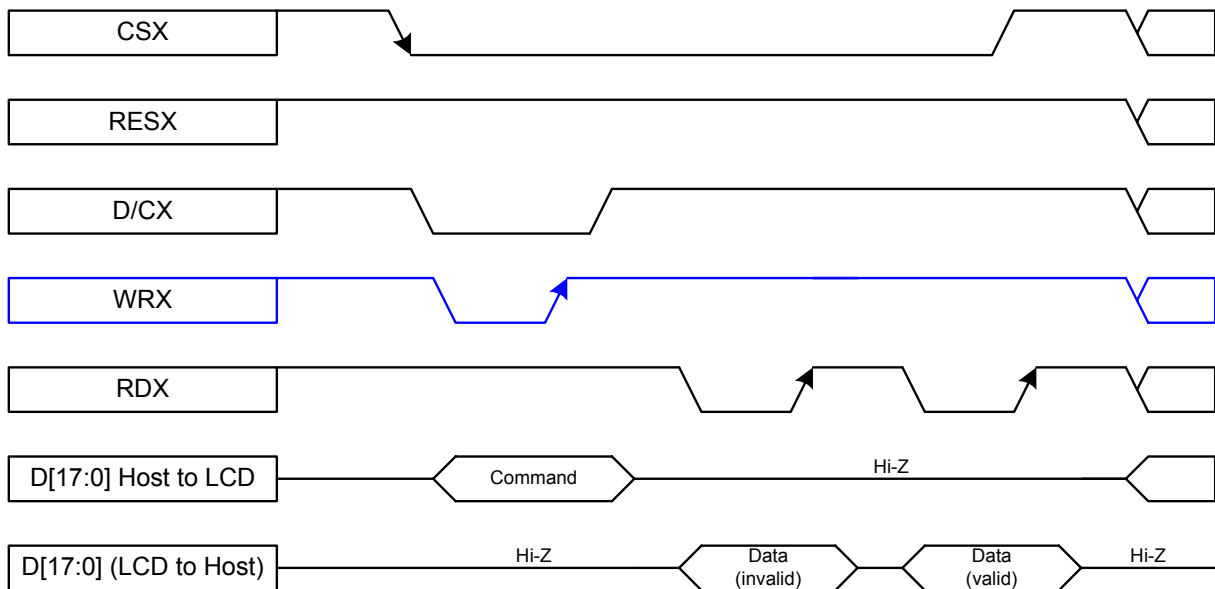 CSX
RESX
D/CX
WRX
RDX
D[17:0] Host to LCD
Command
Hi-Z
D[17:0] (LCD to Host)
Hi-Z
Data
(invalid)
Data
(valid)
Hi-Z